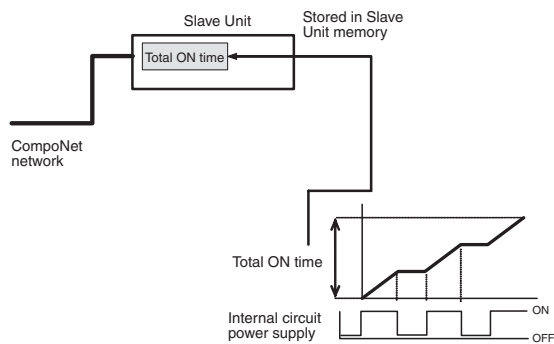 Slave Unit
Stored in Slave
Unit memory
Total ON time
CompoNet
network
Total ON time
Internal circuit
power supply
ON
OFF